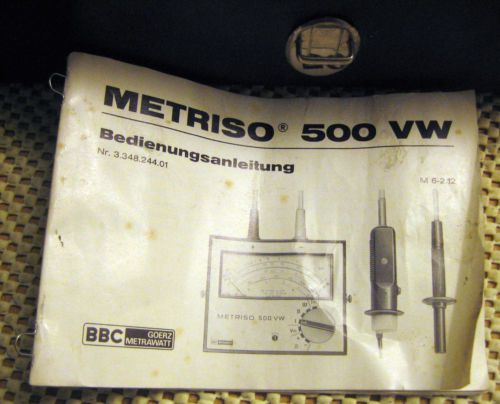 METRISO® 500 VW
Bedienungsanleitung
Nr. 3.348.244.01
M 6-2.12
METRISO 500 VW
BBC GOERZ METRAWATT